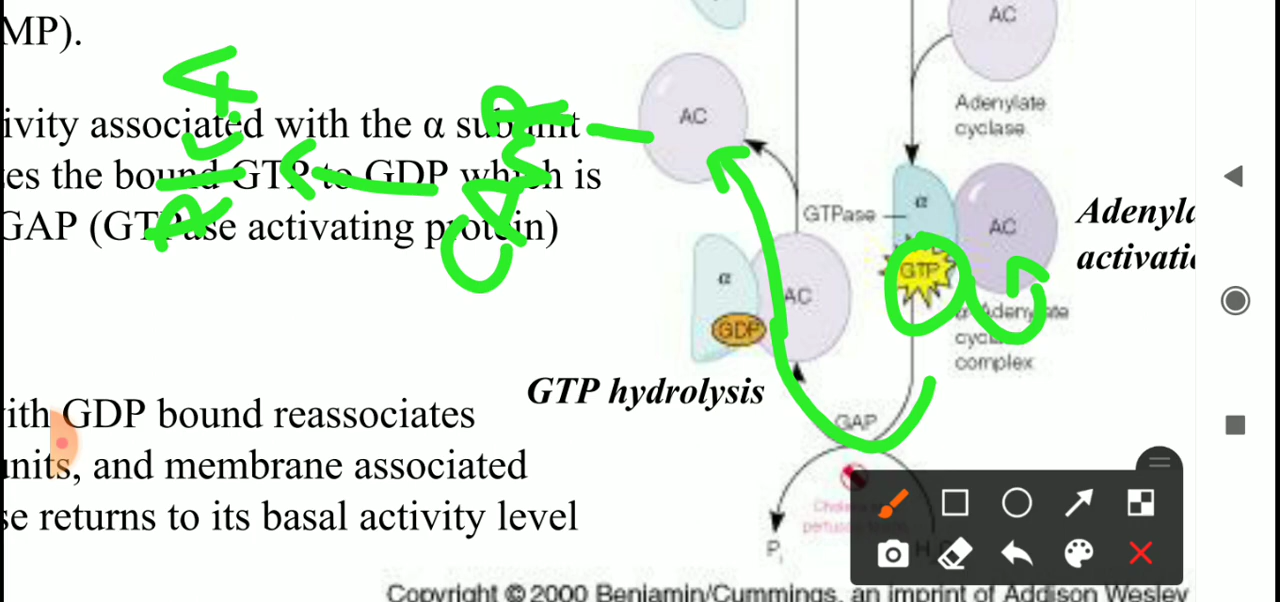 MP).
ivity associated with the α subunit
es the bound GTP to GDP which is
GAP (GTPase activating protein)
ith GDP bound reassociates
units, and membrane associated
se returns to its basal activity level
CAMP
AC
Adenylate
cyclase
AC
GTPase
α
AC
GTP
Adenyla
activati
α
AC
GDP
α Adenylate
cyclase
complex
GTP hydrolysis
GAP
Pi
H
Copyright © 2000 Benjamin/Cummings, an imprint of Addison Wesley